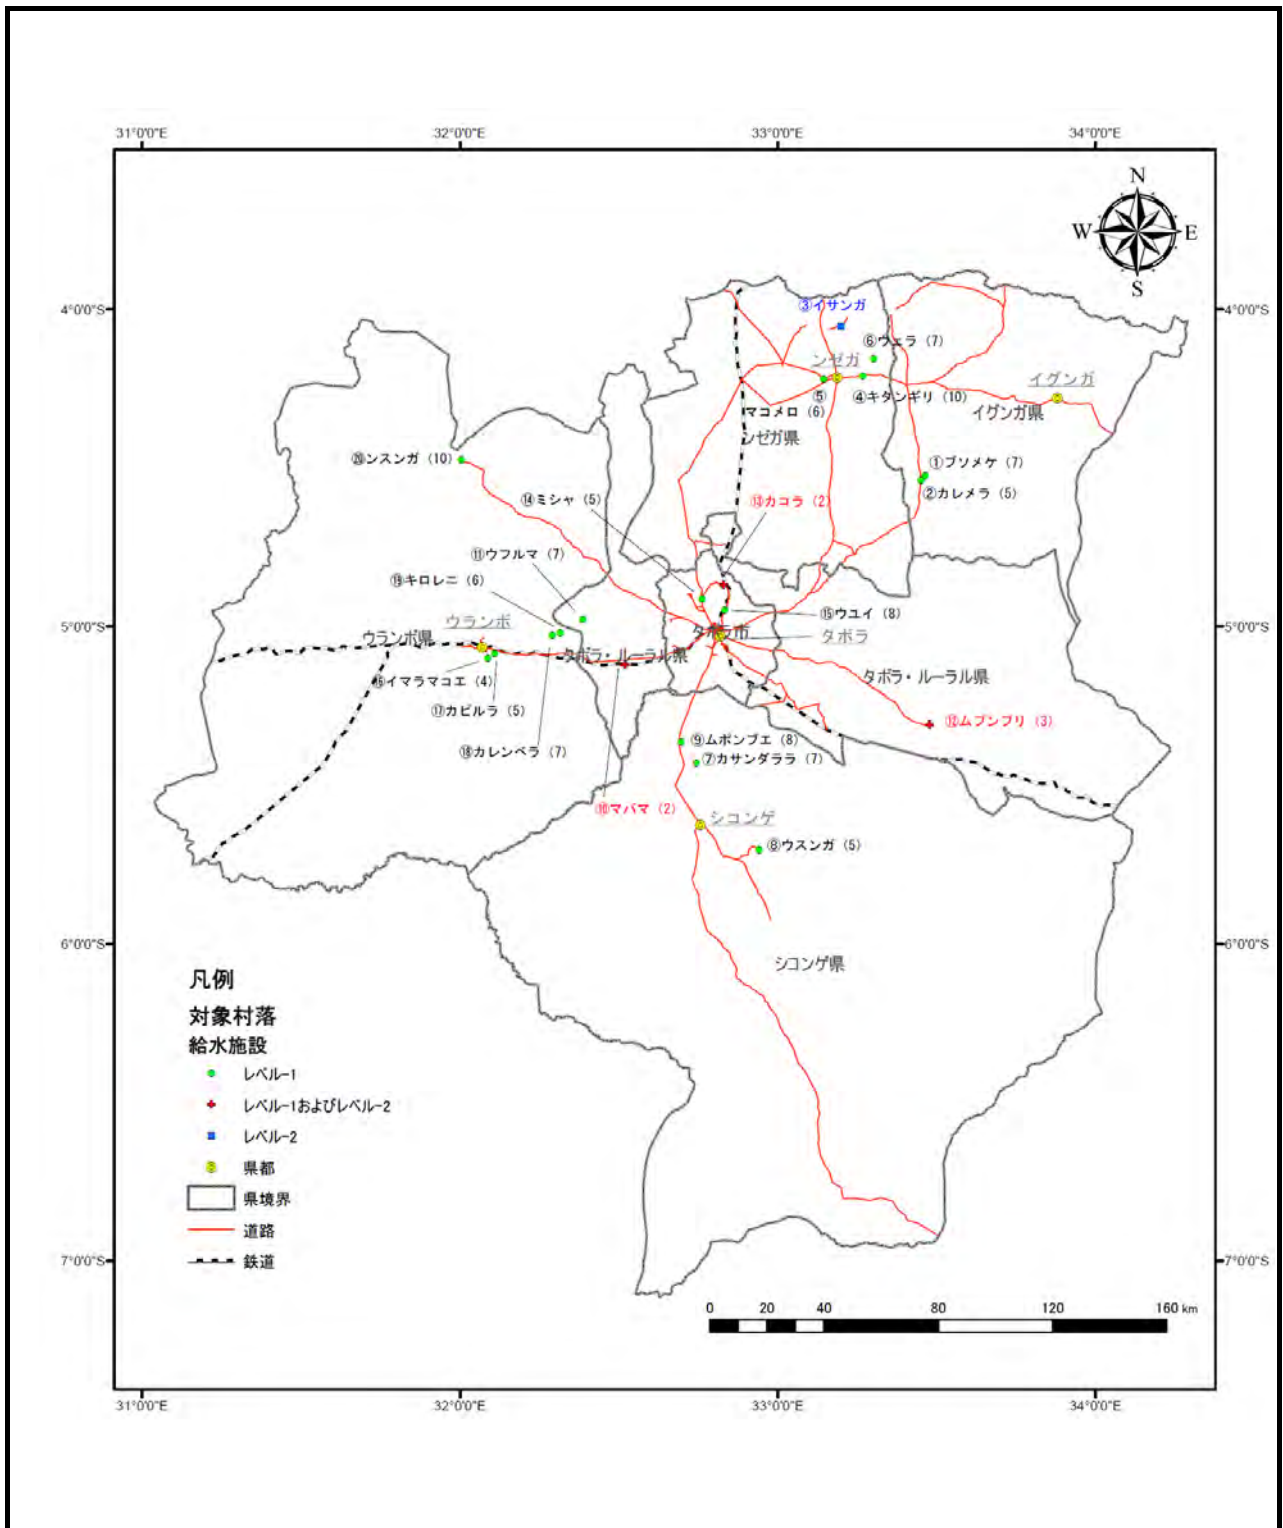 31°0'0"E
32°0'0"E
33°0'0"E
34°0'0"E
N
W
E
S
4°0'0"S
4°0'0"S
③イサンガ
⑥ウェラ (7)
ンゼガ
イグンガ
⑤
マコメロ (6)
④キタンギリ (10)
イグンガ県
ンゼガ県
⑳ンスンガ (10)
①ブソメケ (7)
②カレメラ (5)
⑭ミシャ (5)
⑬カコラ (2)
⑪ウフルマ (7)
⑲キロレニ (6)
⑮ウユイ (8)
5°0'0"S
5°0'0"S
ウランボ
ウランボ県
タボラ市
タボラ
タボラ・ルーラル県
タボラ・ルーラル県
⑯イマラマコエ (4)
⑰カビルラ (5)
⑫ムブンブリ (3)
⑱カレンベラ (7)
⑨ムポンブエ (8)
⑦カサンダララ (7)
⑩マバマ (2)
シコンゲ
⑧ウスンガ (5)
6°0'0"S
6°0'0"S
シコンゲ県
凡例
対象村落
給水施設
レベル-1
レベル-1およびレベル-2
レベル-2
県都
県境界
道路
鉄道
7°0'0"S
7°0'0"S
0 20 40 80 120 160 km
31°0'0"E
32°0'0"E
33°0'0"E
34°0'0"E